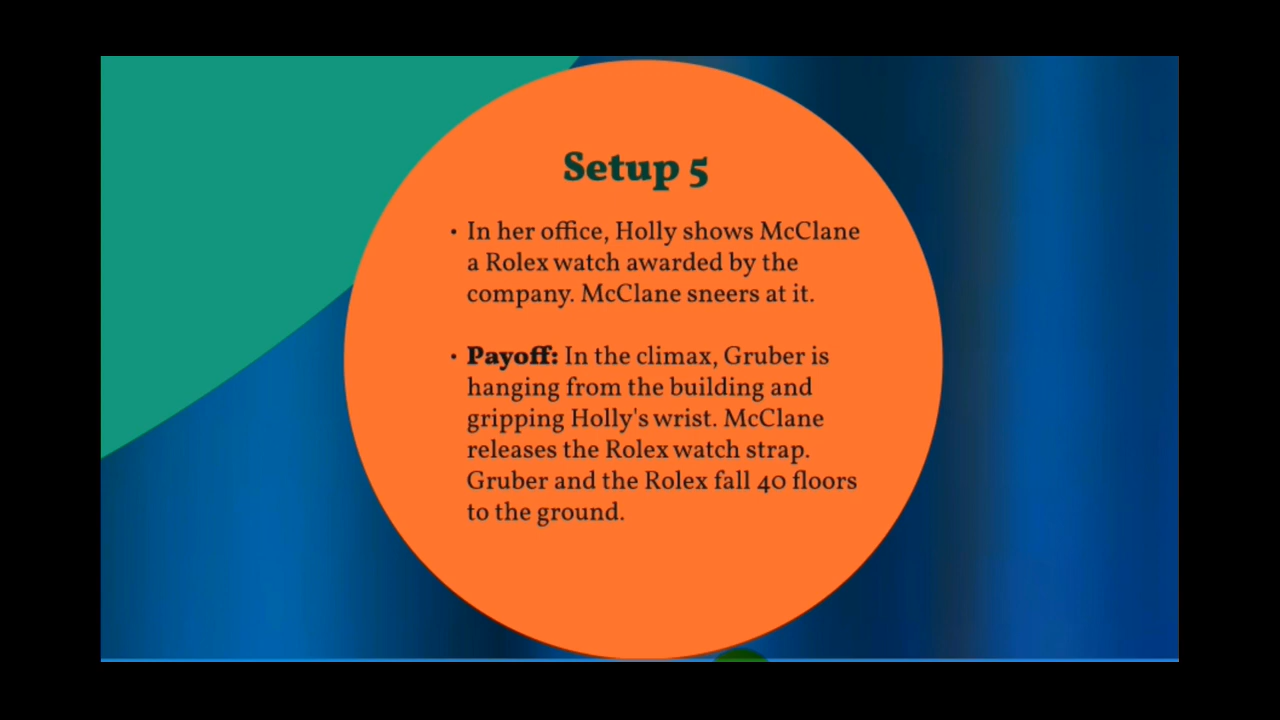 Setup 5
• In her office, Holly shows McClane
a Rolex watch awarded by the
company. McClane sneers at it.
• Payoff: In the climax, Gruber is
hanging from the building and
gripping Holly's wrist. McClane
releases the Rolex watch strap.
Gruber and the Rolex fall 40 floors
to the ground.